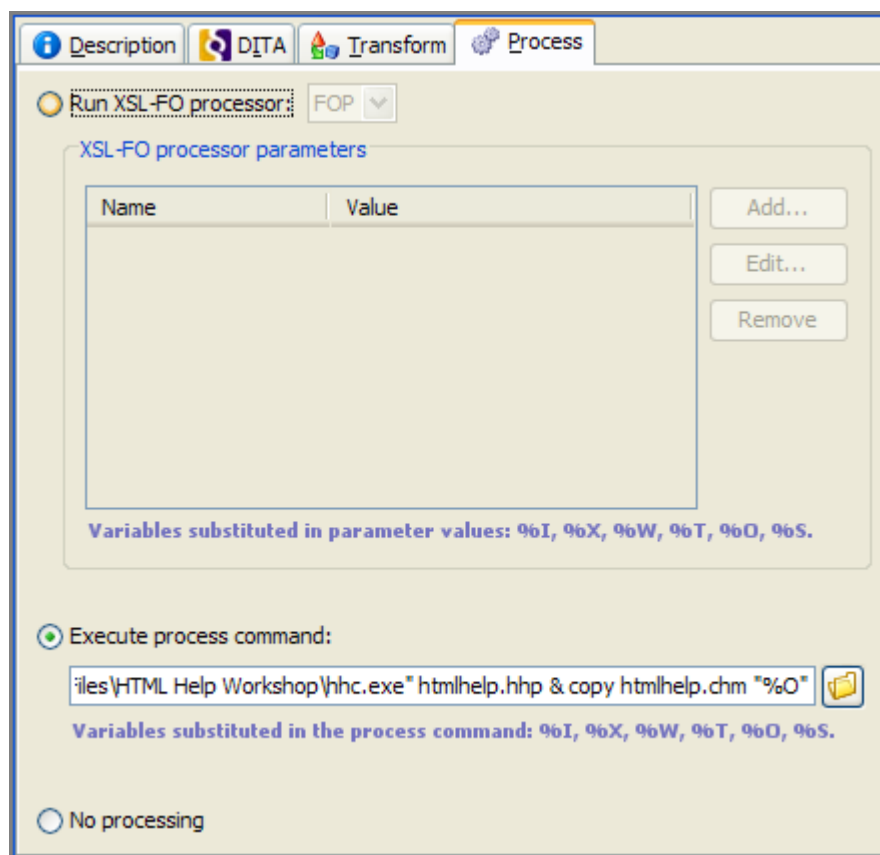 Description DITA Transform Process
Run XSL-FO processor: FOP
XSL-FO processor parameters
Name Value
Add...
Edit...
Remove
Variables substituted in parameter values: %I, %X, %W, %T, %O, %S.
Execute process command:
iles\HTML Help Workshop\hhc.exe" htmlhelp.hhp & copy htmlhelp.chm "%O"
Variables substituted in the process command: %I, %X, %W, %T, %O, %S.
No processing